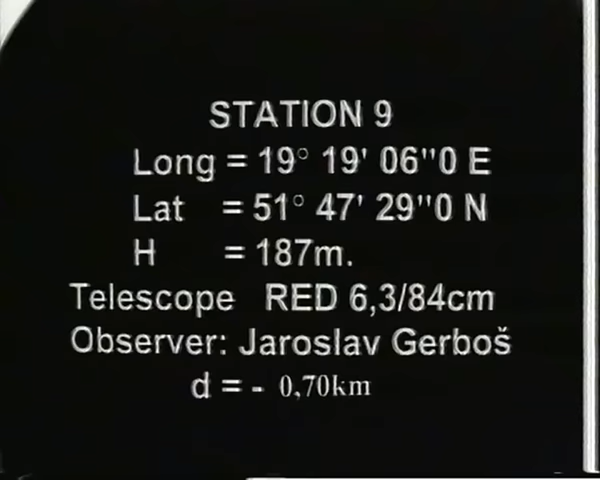 STATION 9
Long = 19° 19' 06"0 E
Lat = 51° 47' 29"0 N
H = 187m.
Telescope RED 6,3/84cm
Observer: Jaroslav Gerboš
d = - 0,70km